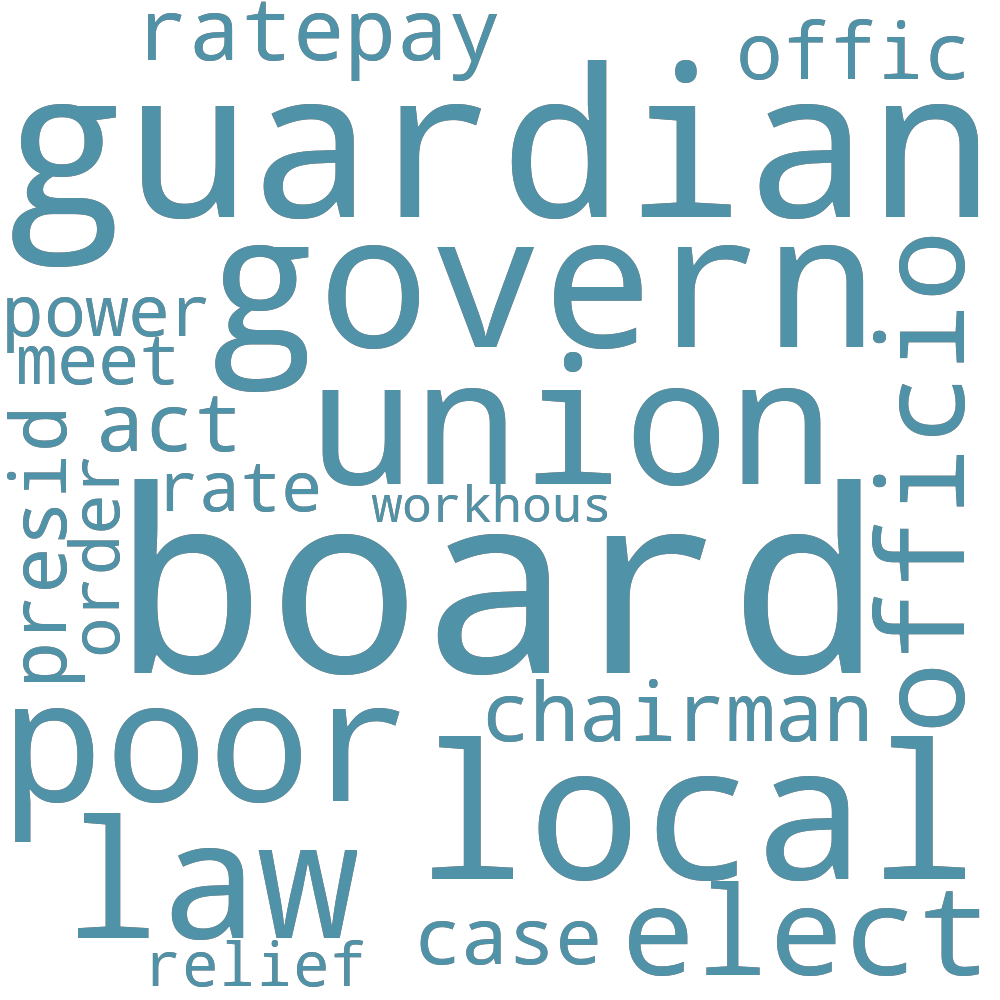 ratepay
offic
guardian
govern
officio
power
meet
union
act
presid
order
rate
workhous
board
chairman
poor
local
law
elect
case
relief